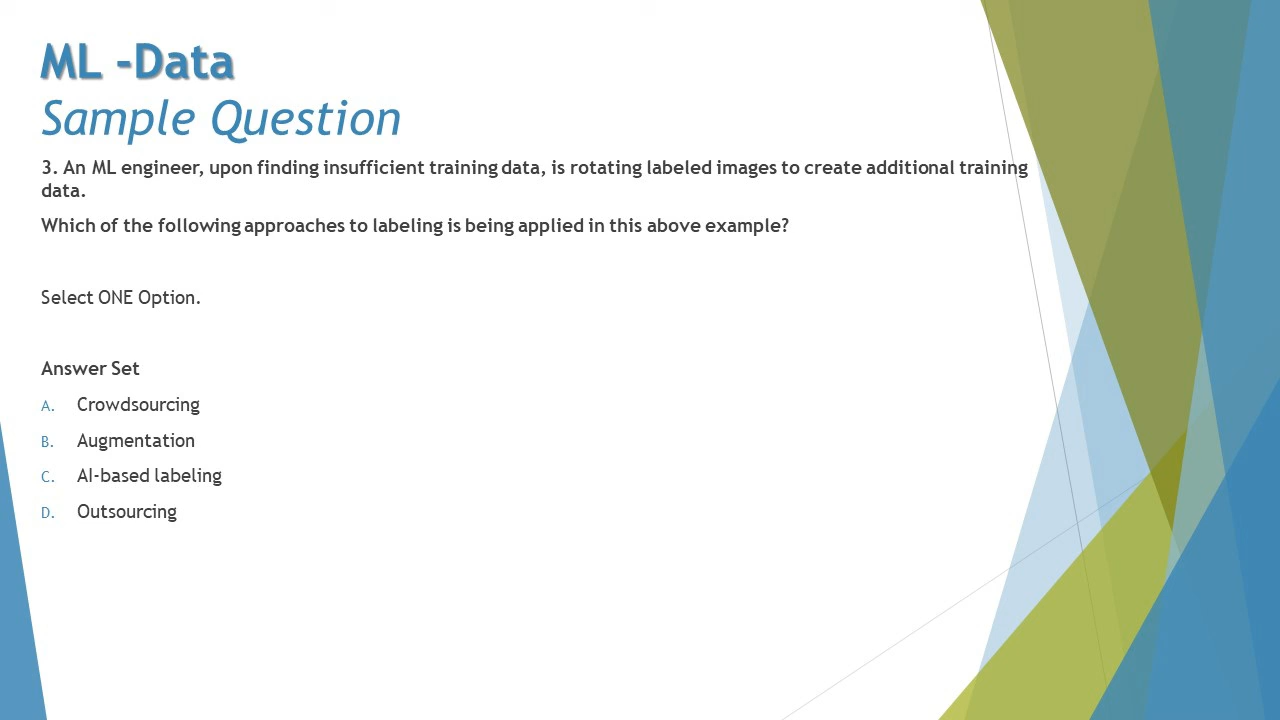 ML -Data
Sample Question
3. An ML engineer, upon finding insufficient training data, is rotating labeled images to create additional training
data.
Which of the following approaches to labeling is being applied in this above example?
Select ONE Option.
Answer Set
A. Crowdsourcing
B. Augmentation
C. AI-based labeling
D. Outsourcing